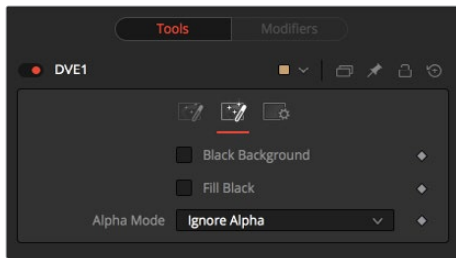 Tools Modifiers
DVE1
Black Background
Fill Black
Alpha Mode Ignore Alpha